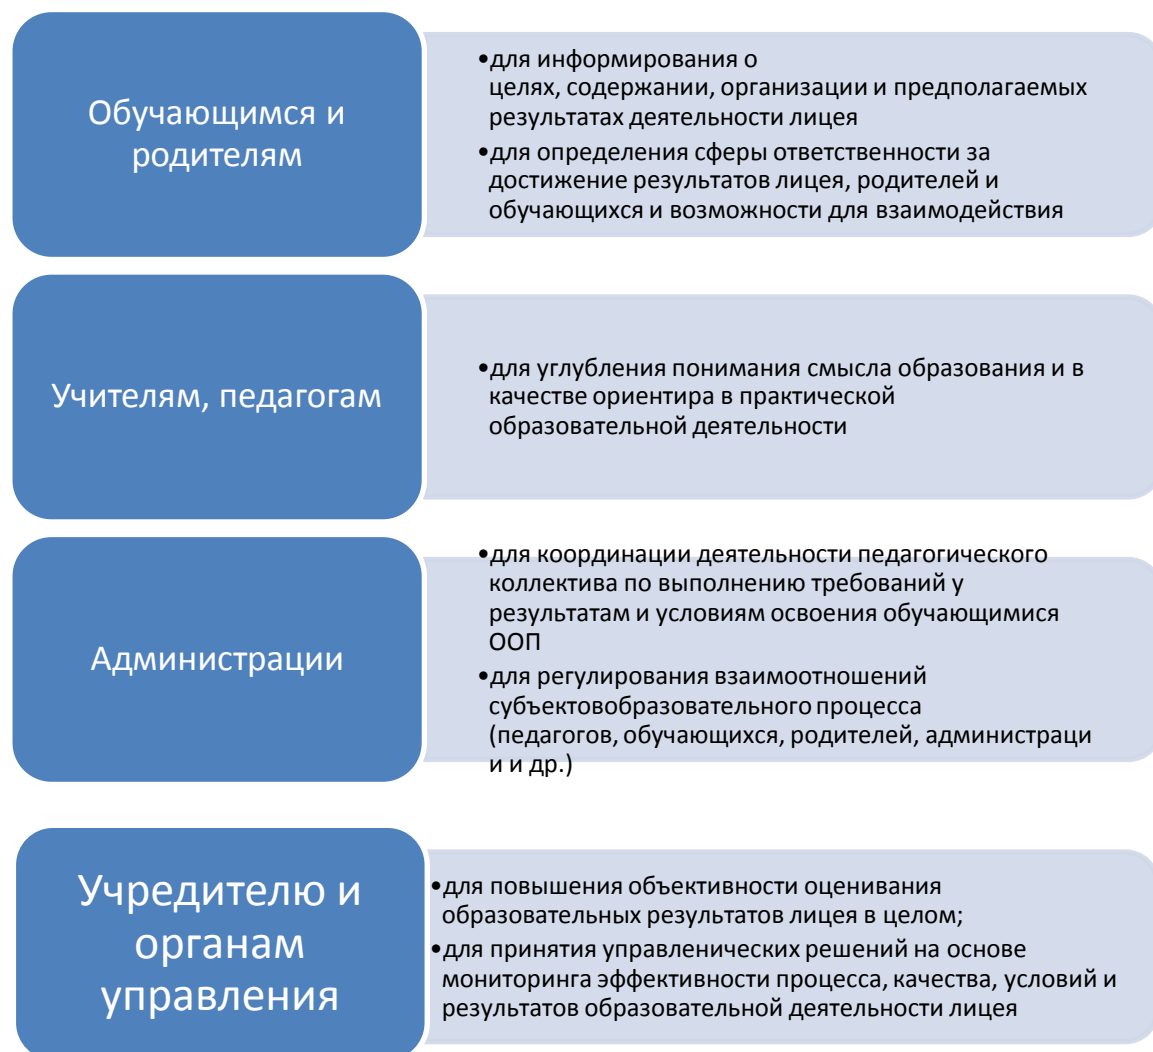 Обучающимся и
родителям
•для информирования о
целях, содержании, организации и предполагаемых
результатах деятельности лицея
•для определения сферы ответственности за
достижение результатов лицея, родителей и
обучающихся и возможности для взаимодействия
Учителям, педагогам
•для углубления понимания смысла образования и в
качестве ориентира в практической
образовательной деятельности
Администрации
•для координации деятельности педагогического
коллектива по выполнению требований у
результатам и условиям освоения обучающимися
ООП
•для регулирования взаимоотношений
субъектовобразовательного процесса
(педагогов, обучающихся, родителей, администраци
и и др.)
Учредителю и
органам
управления
•для повышения объективности оценивания
образовательных результатов лицея в целом;
•для принятия управленических решений на основе
мониторинга эффективности процесса, качества, условий и
результатов образовательной деятельности лицея